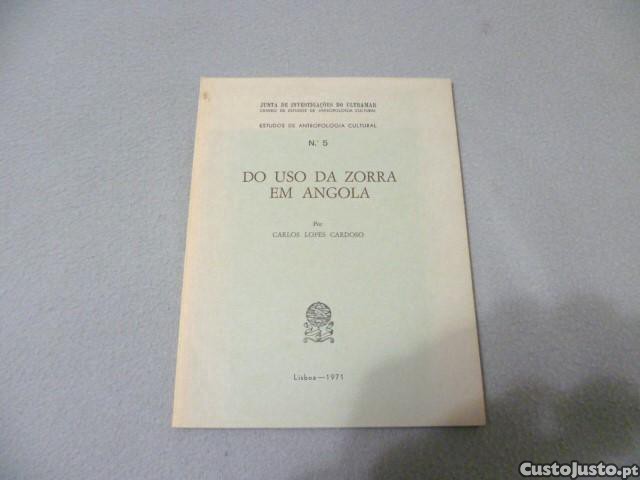 JUNTA DE INVESTIGAÇÕES DO ULTRAMAR
CENTRO DE ESTUDOS DE ANTROPOLOGIA CULTURAL
ESTUDOS DE ANTROPOLOGIA CULTURAL
N.º 5
DO USO DA ZORRA
EM ANGOLA
Por
CARLOS LOPES CARDOSO
Lisboa—1971
CustoJusto.pt